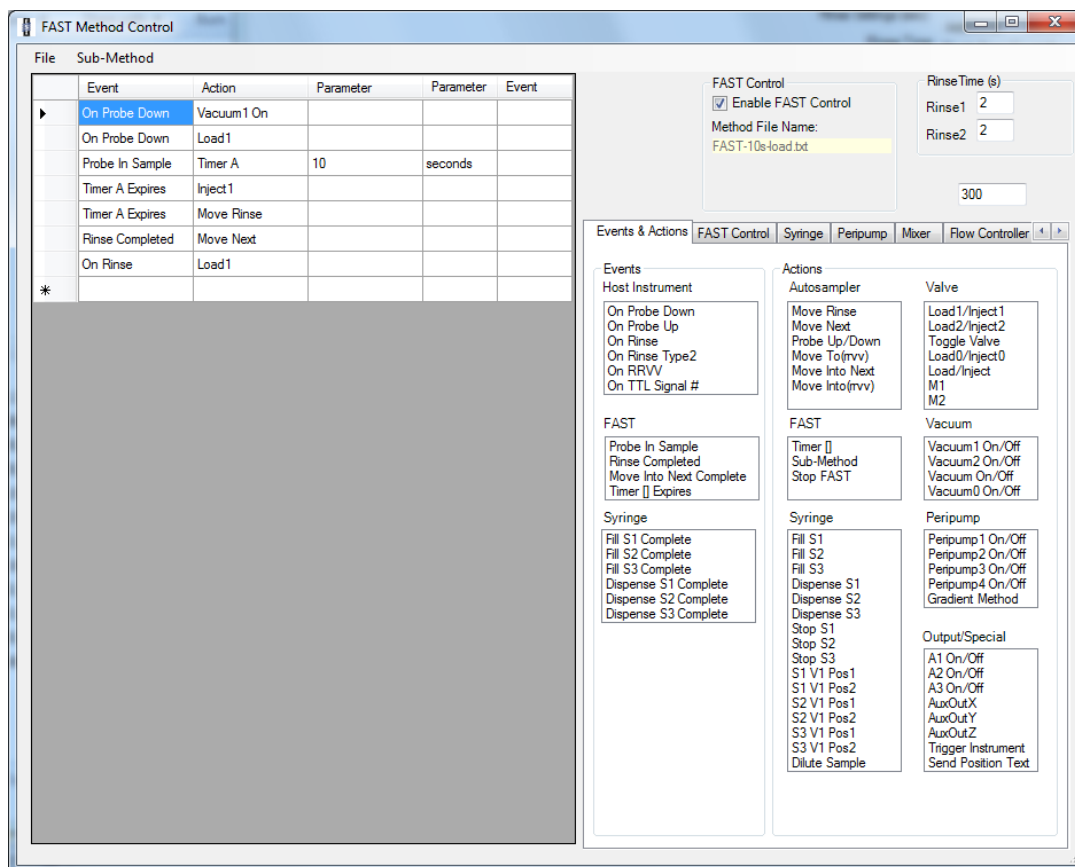 FAST Method Control
File Sub-Method
Event Action Parameter Parameter Event
On Probe Down Vacuum1 On
On Probe Down Load1
Probe In Sample Timer A 10 seconds
Timer A Expires Inject1
Timer A Expires Move Rinse
Rinse Completed Move Next
On Rinse Load1
FAST Control
Enable FAST Control
Method File Name:
FAST-10s-load.txt
Rinse Time (s)
Rinse1 2
Rinse2 2
300
Events & Actions FAST Control Syringe Peripump Mixer Flow Controller
Events
Host Instrument
On Probe Down
On Probe Up
On Rinse
On Rinse Type2
On RRVV
On TTL Signal #
FAST
Probe In Sample
Rinse Completed
Move Into Next Complete
Timer [] Expires
Syringe
Fill S1 Complete
Fill S2 Complete
Fill S3 Complete
Dispense S1 Complete
Dispense S2 Complete
Dispense S3 Complete
Actions
Autosampler
Move Rinse
Move Next
Probe Up/Down
Move To(rrvv)
Move Into Next
Move Into(rrvv)
FAST
Timer []
Sub-Method
Stop FAST
Syringe
Fill S1
Fill S2
Fill S3
Dispense S1
Dispense S2
Dispense S3
Stop S1
Stop S2
Stop S3
S1 V1 Pos1
S1 V1 Pos2
S2 V1 Pos1
S2 V1 Pos2
S3 V1 Pos1
S3 V1 Pos2
Dilute Sample
Valve
Load1/Inject1
Load2/Inject2
Toggle Valve
Load0/Inject0
Load/Inject
M1
M2
Vacuum
Vacuum1 On/Off
Vacuum2 On/Off
Vacuum On/Off
Vacuum0 On/Off
Peripump
Peripump1 On/Off
Peripump2 On/Off
Peripump3 On/Off
Peripump4 On/Off
Gradient Method
Output/Special
A1 On/Off
A2 On/Off
A3 On/Off
AuxOutX
AuxOutY
AuxOutZ
Trigger Instrument
Send Position Text